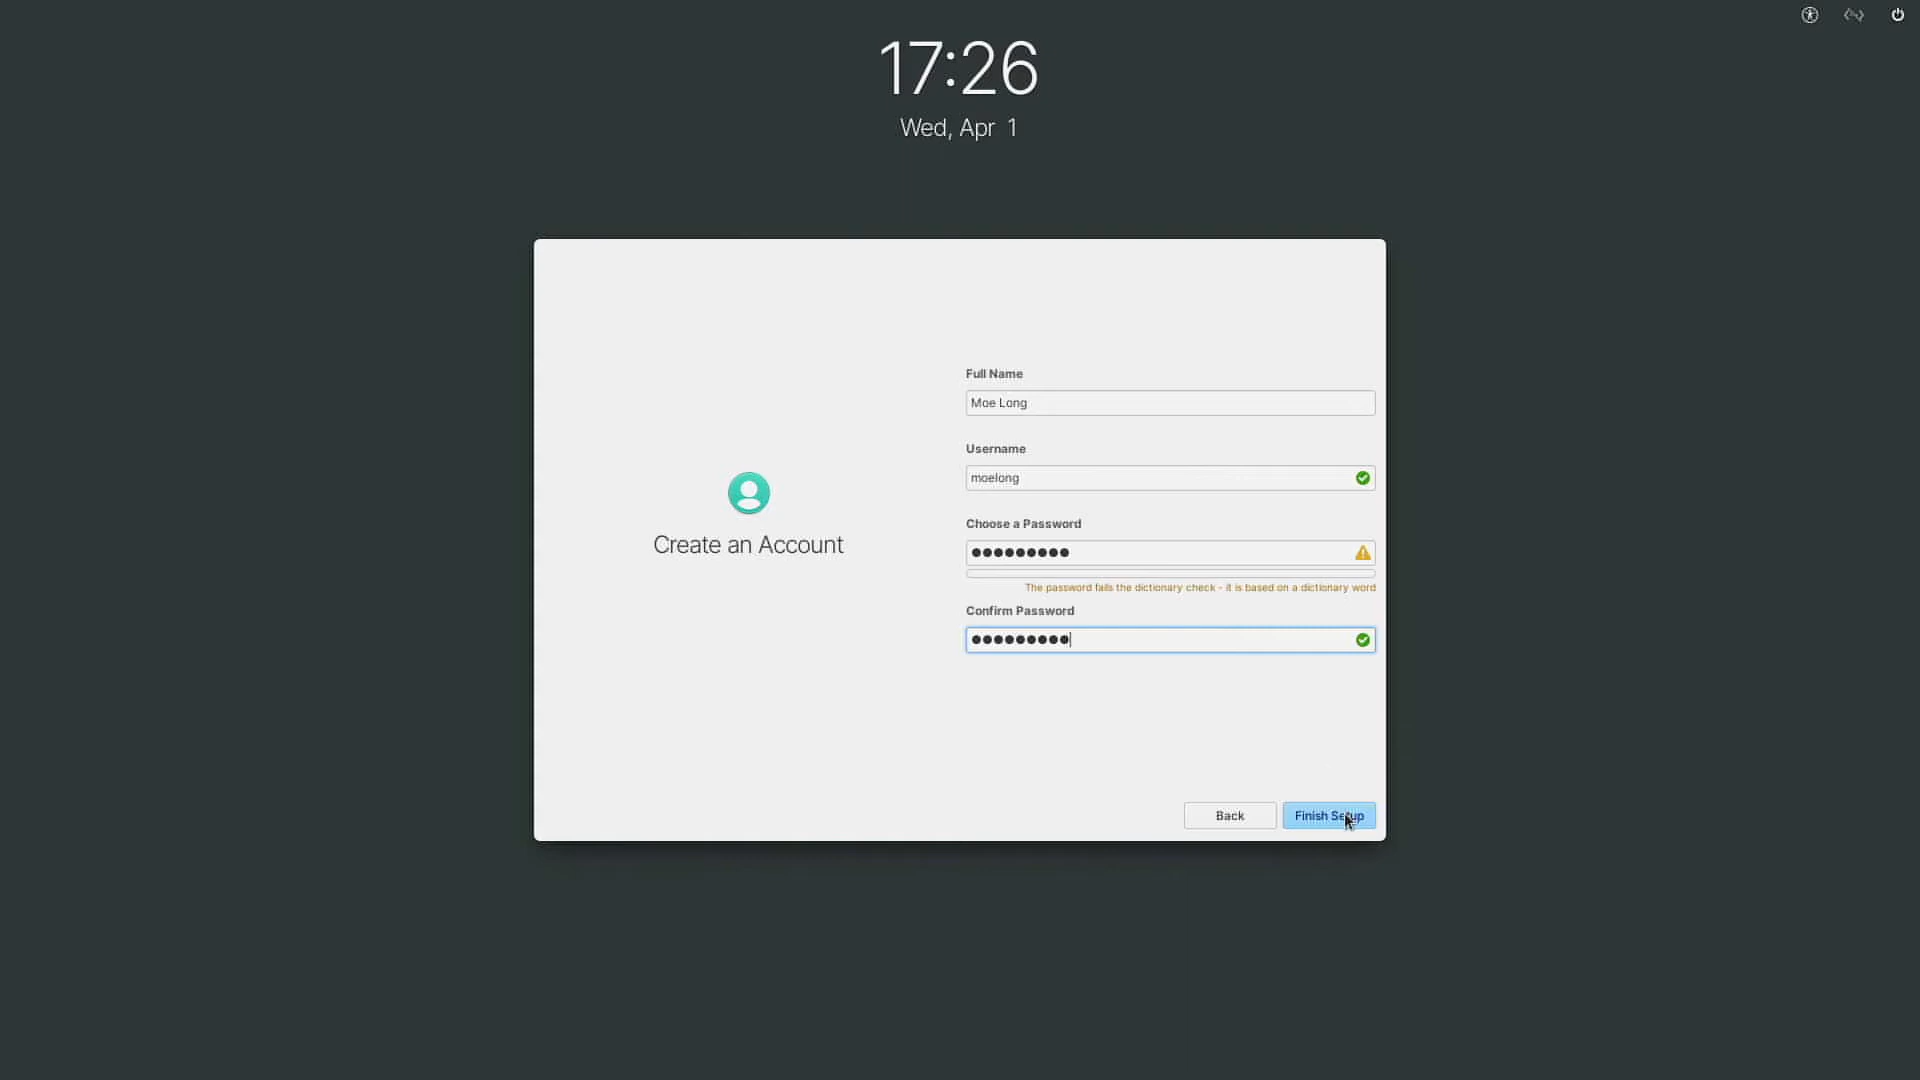 17:26
Wed, Apr 1
Full Name
Moe Long
Username
moelong
Create an Account
Choose a Password
●●●●●●●●●
The password fails the dictionary check - it is based on a dictionary word
Confirm Password
●●●●●●●●●
Back
Finish Setup